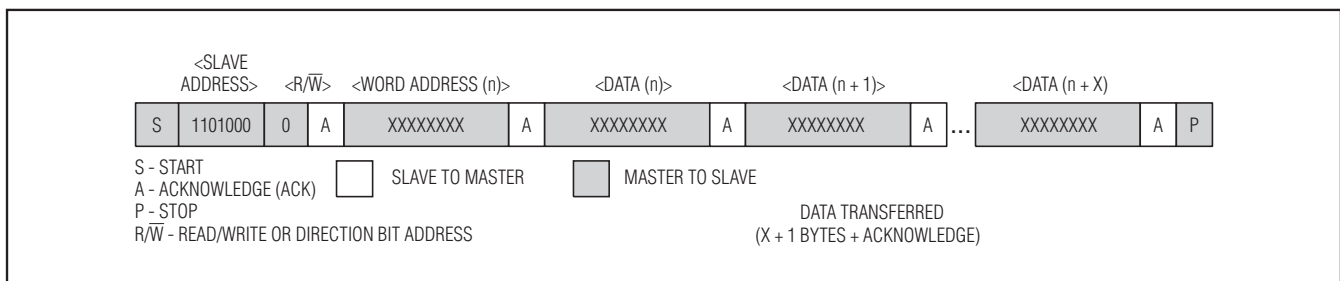 <SLAVE
ADDRESS> <R/W̅> <WORD ADDRESS (n)> <DATA (n)> <DATA (n + 1)> <DATA (n + X)
S 1101000 0 A XXXXXXXX A XXXXXXXX A XXXXXXXX A ... XXXXXXXX A P
S - START
A - ACKNOWLEDGE (ACK)
P - STOP
R/W̅ - READ/WRITE OR DIRECTION BIT ADDRESS
SLAVE TO MASTER
MASTER TO SLAVE
DATA TRANSFERRED
(X + 1 BYTES + ACKNOWLEDGE)